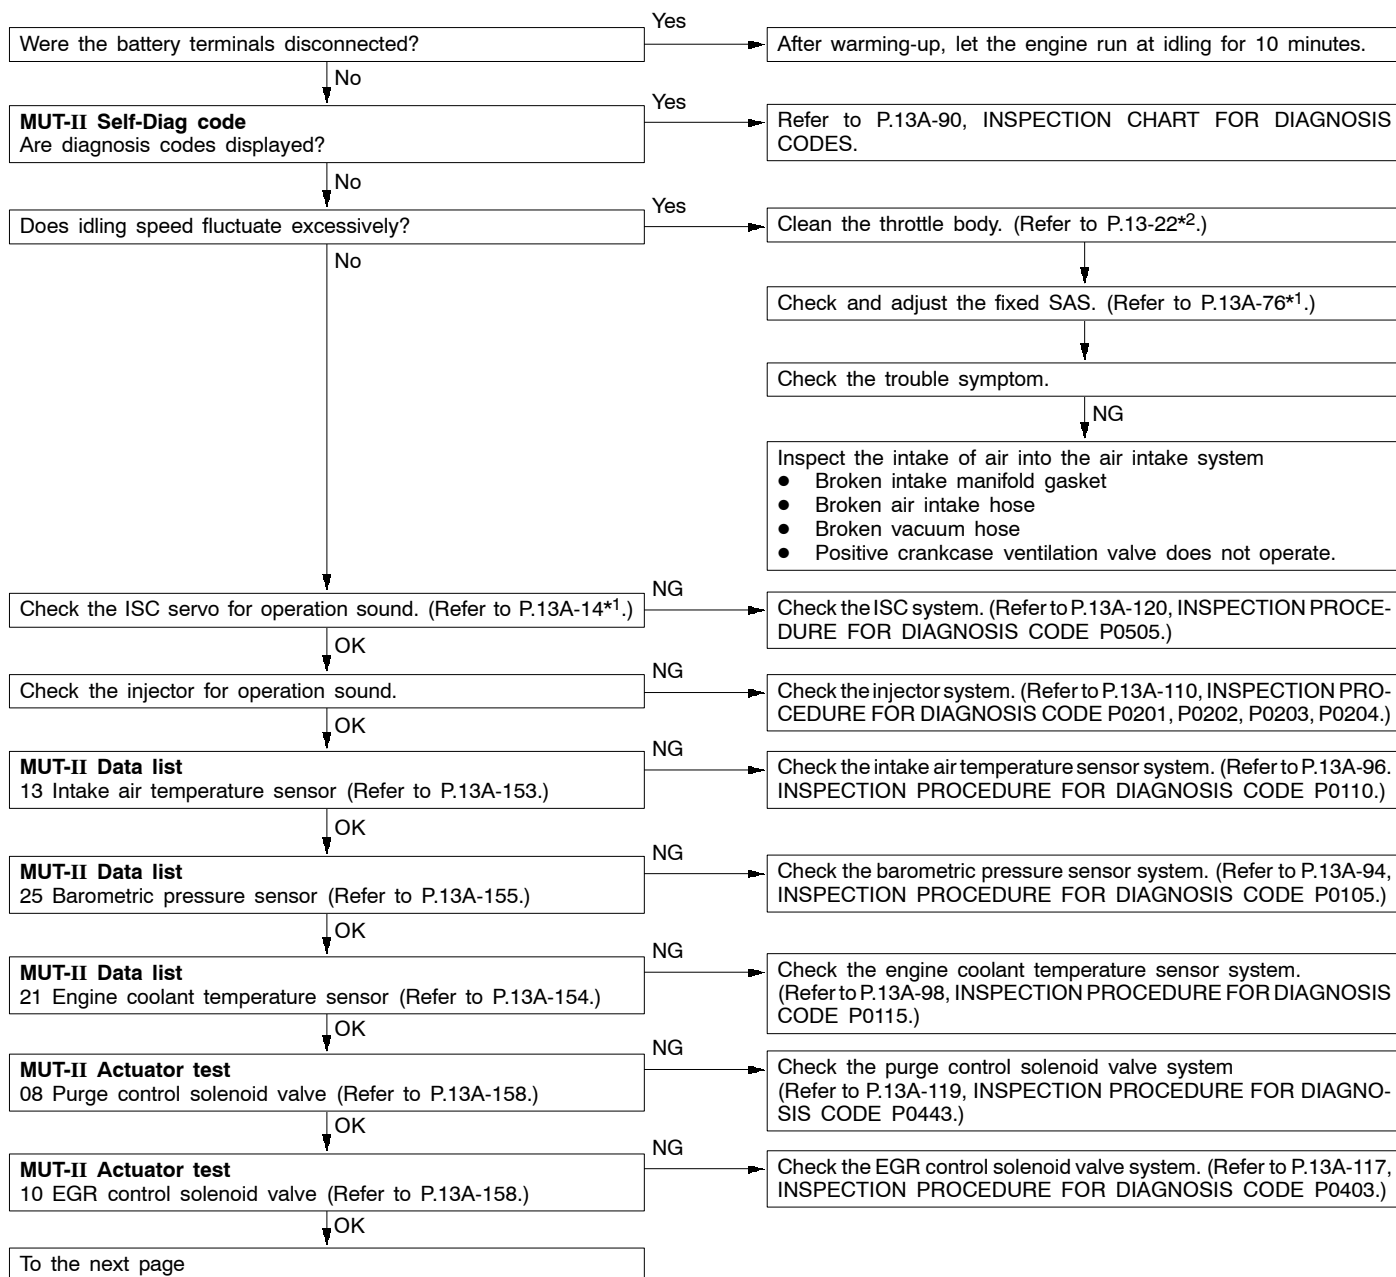 Were the battery terminals disconnected?
Yes
After warming-up, let the engine run at idling for 10 minutes.
No
MUT-II Self-Diag code
Are diagnosis codes displayed?
Yes
Refer to P.13A-90, INSPECTION CHART FOR DIAGNOSIS
CODES.
No
Does idling speed fluctuate excessively?
Yes
Clean the throttle body. (Refer to P.13-22*2.)
No
Check and adjust the fixed SAS. (Refer to P.13A-76*1.)
Check the trouble symptom.
NG
Inspect the intake of air into the air intake system
● Broken intake manifold gasket
● Broken air intake hose
● Broken vacuum hose
● Positive crankcase ventilation valve does not operate.
Check the ISC servo for operation sound. (Refer to P.13A-14*1.)
NG
Check the ISC system. (Refer to P.13A-120, INSPECTION PROCE-
DURE FOR DIAGNOSIS CODE P0505.)
OK
Check the injector for operation sound.
NG
Check the injector system. (Refer to P.13A-110, INSPECTION PRO-
CEDURE FOR DIAGNOSIS CODE P0201, P0202, P0203, P0204.)
OK
MUT-II Data list
13 Intake air temperature sensor (Refer to P.13A-153.)
NG
Check the intake air temperature sensor system. (Refer to P.13A-96.
INSPECTION PROCEDURE FOR DIAGNOSIS CODE P0110.)
OK
MUT-II Data list
25 Barometric pressure sensor (Refer to P.13A-155.)
NG
Check the barometric pressure sensor system. (Refer to P.13A-94,
INSPECTION PROCEDURE FOR DIAGNOSIS CODE P0105.)
OK
MUT-II Data list
21 Engine coolant temperature sensor (Refer to P.13A-154.)
NG
Check the engine coolant temperature sensor system.
(Refer to P.13A-98, INSPECTION PROCEDURE FOR DIAGNOSIS
CODE P0115.)
OK
MUT-II Actuator test
08 Purge control solenoid valve (Refer to P.13A-158.)
NG
Check the purge control solenoid valve system
(Refer to P.13A-119, INSPECTION PROCEDURE FOR DIAGNO-
SIS CODE P0443.)
OK
MUT-II Actuator test
10 EGR control solenoid valve (Refer to P.13A-158.)
NG
Check the EGR control solenoid valve system. (Refer to P.13A-117,
INSPECTION PROCEDURE FOR DIAGNOSIS CODE P0403.)
OK
To the next page